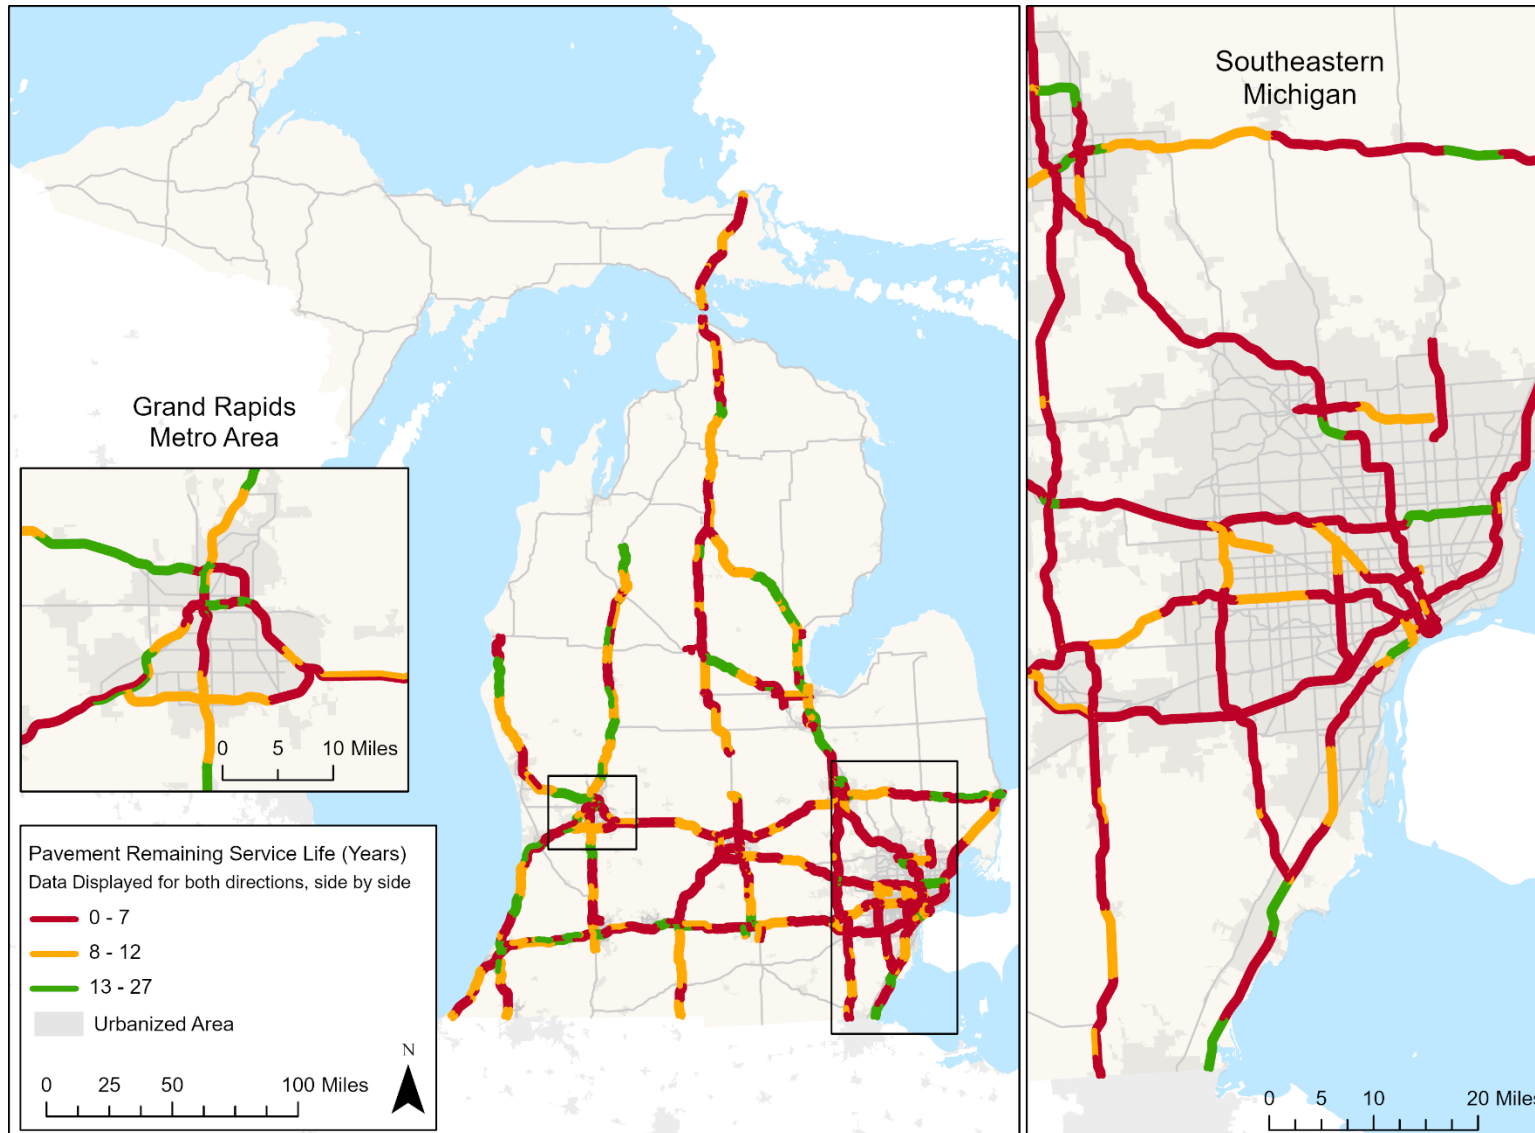 Southeastern
Michigan
Grand Rapids
Metro Area
0 5 10 Miles
Pavement Remaining Service Life (Years)
Data Displayed for both directions, side by side
0 - 7
8 - 12
13 - 27
Urbanized Area
N
0 25 50 100 Miles
0 5 10 20 Miles